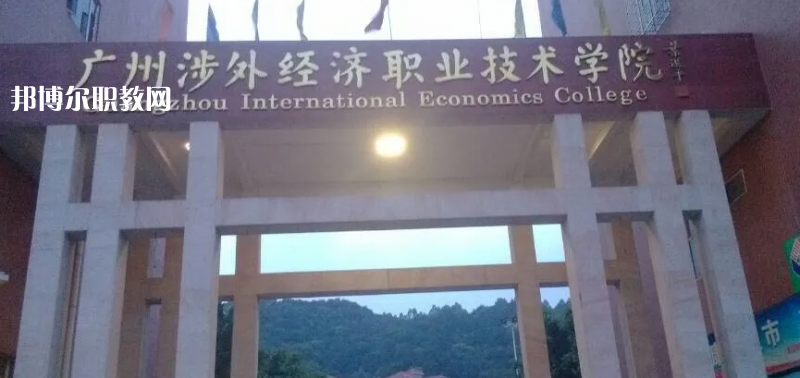 广州涉外经济职业技术学院
邦博尔职教网
Guangzhou International Economics College
市